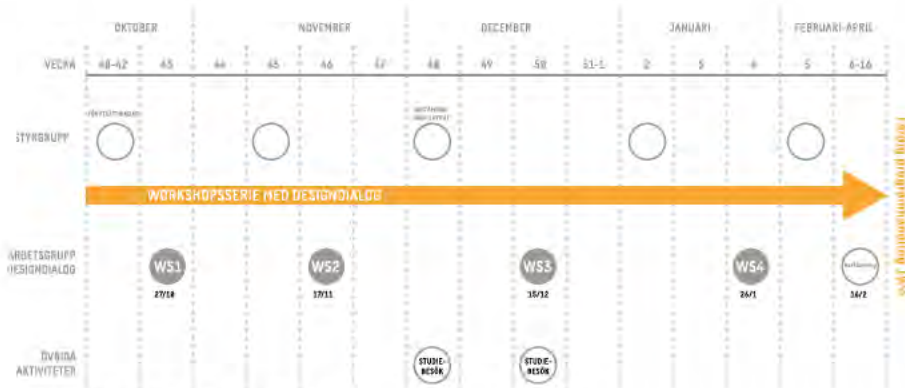 OKTOBER NOVEMBER DECEMBER JANUARI FEBRUARI-APRIL
VECKA 40-42 43 44 45 46 47 48 49 50 51-1 2 3 4 5 6-16
STYRGRUPP
WORKSHOPSSERIE MED DESIGNDIALOG
ARBETSGRUPP
DESIGNDIALOG
WS1 WS2 WS3 WS4
27/10 17/11 15/12 26/1 16/2
ÖVRIGA
AKTIVITETER
STUDIE-
BESÖK
STUDIE-
BESÖK